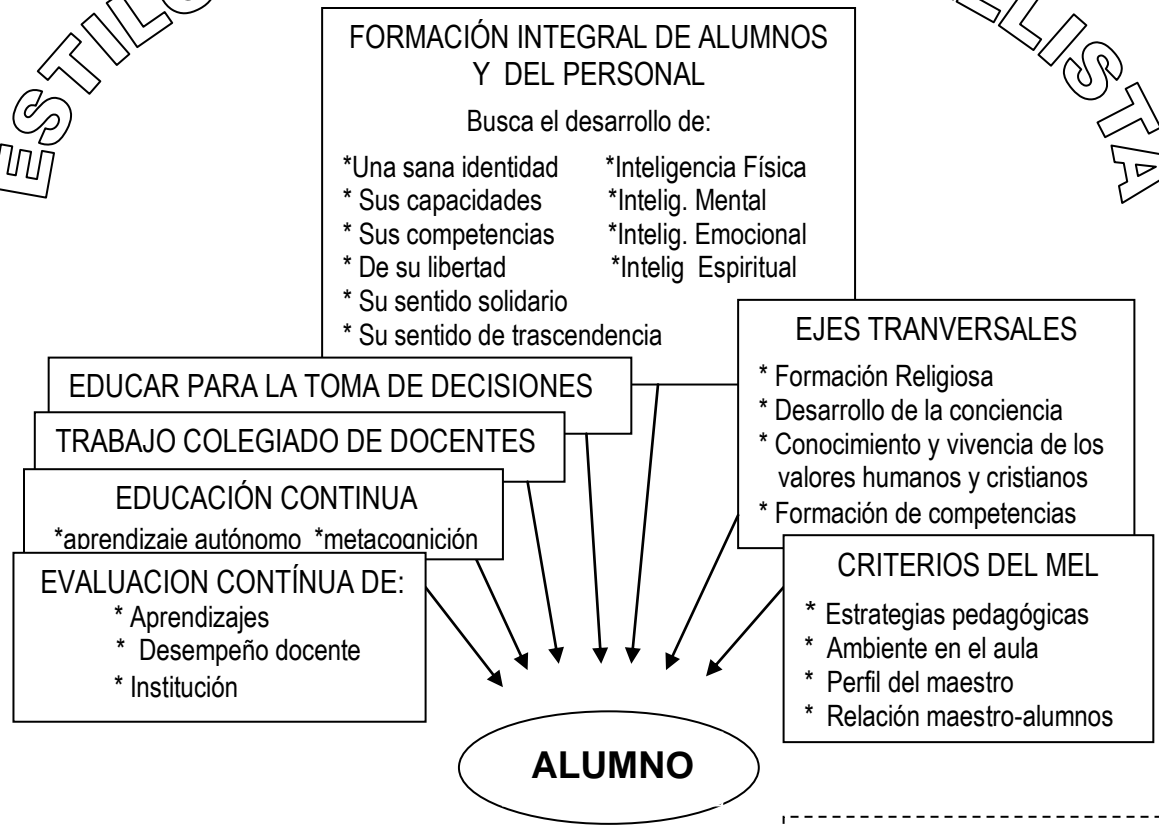 ESTILO
LISTA
FORMACIÓN INTEGRAL DE ALUMNOS
Y DEL PERSONAL
Busca el desarrollo de:
*Una sana identidad *Inteligencia Física
* Sus capacidades *Intelig. Mental
* Sus competencias *Intelig. Emocional
* De su libertad *Intelig Espiritual
* Su sentido solidario
* Su sentido de trascendencia
EDUCAR PARA LA TOMA DE DECISIONES
TRABAJO COLEGIADO DE DOCENTES
EDUCACIÓN CONTINUA
*aprendizaje autónomo *metacognición
EVALUACION CONTÍNUA DE:
* Aprendizajes
* Desempeño docente
* Institución
EJES TRANVERSALES
* Formación Religiosa
* Desarrollo de la conciencia
* Conocimiento y vivencia de los
valores humanos y cristianos
* Formación de competencias
CRITERIOS DEL MEL
* Estrategias pedagógicas
* Ambiente en el aula
* Perfil del maestro
* Relación maestro-alumnos
ALUMNO